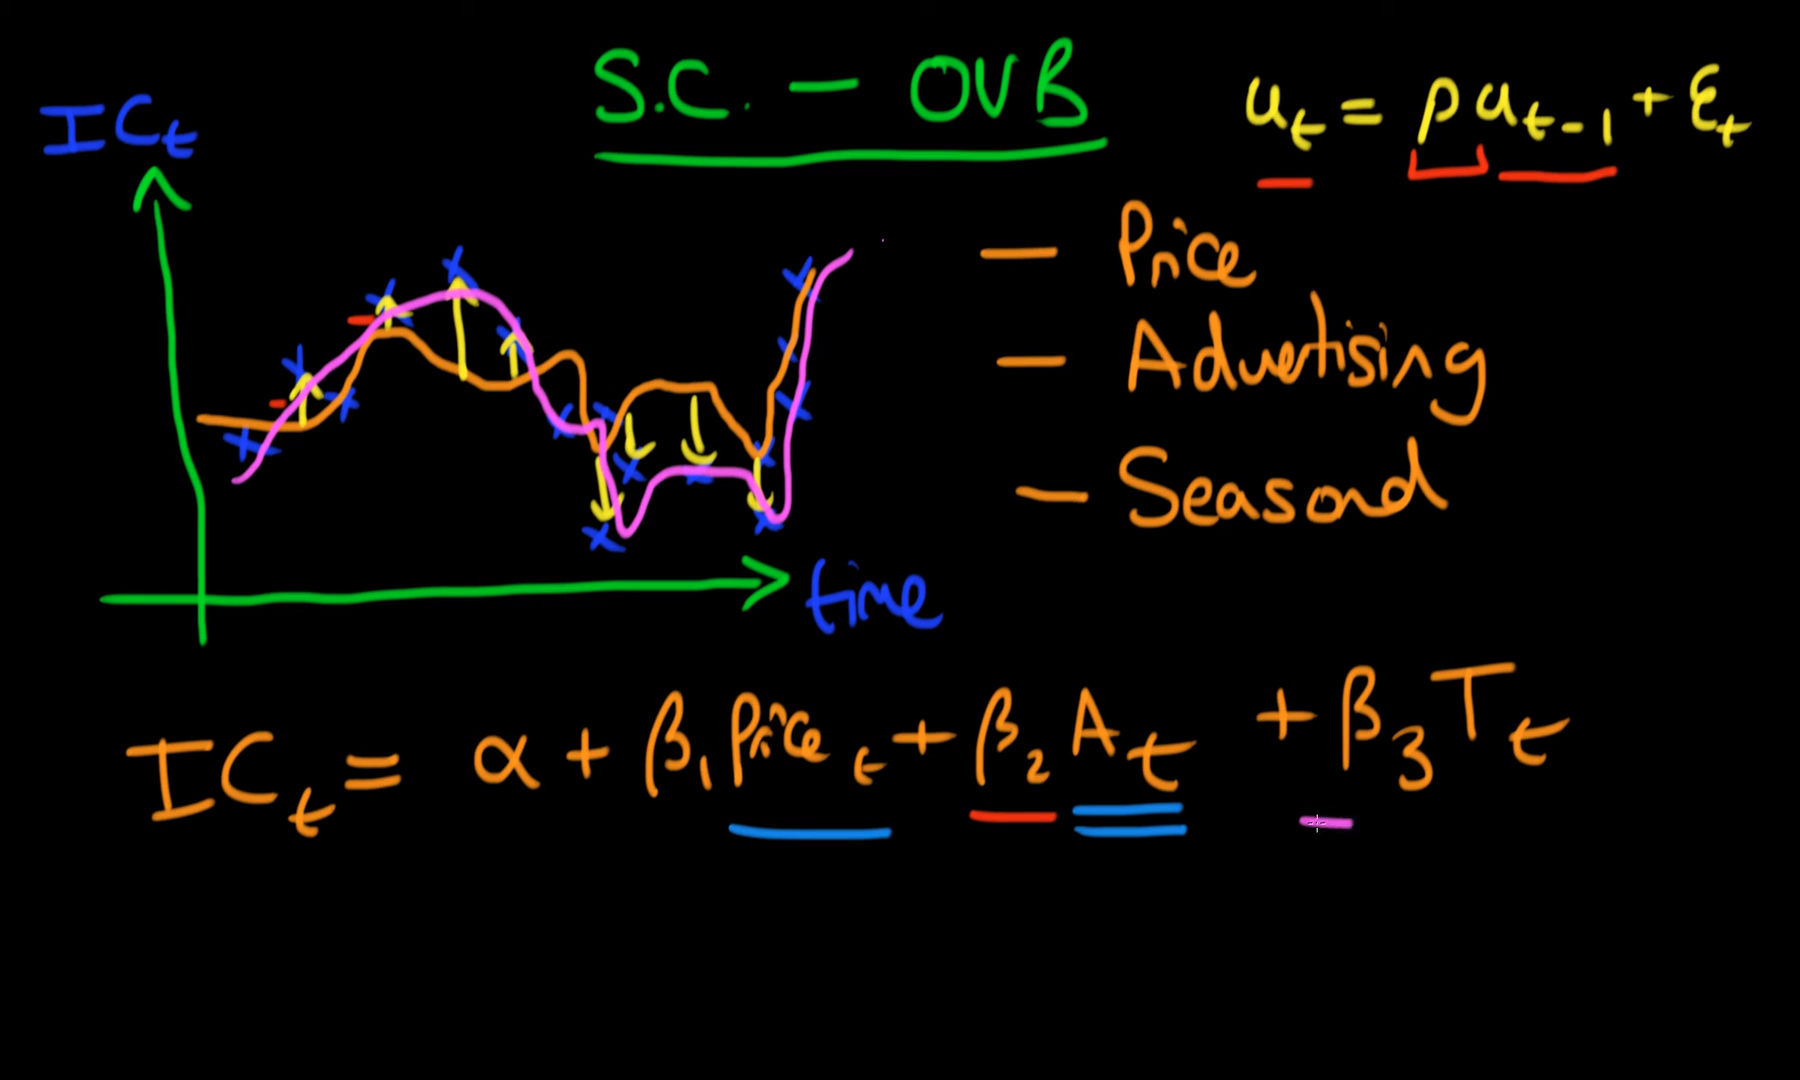 S.C. – OVB
u_t = ρu_{t-1} + ε_t
IC_t
– Price
– Advertising
– Seasonal
time
IC_t = α + β_1 Price_t + β_2 A_t + β_3 T_t